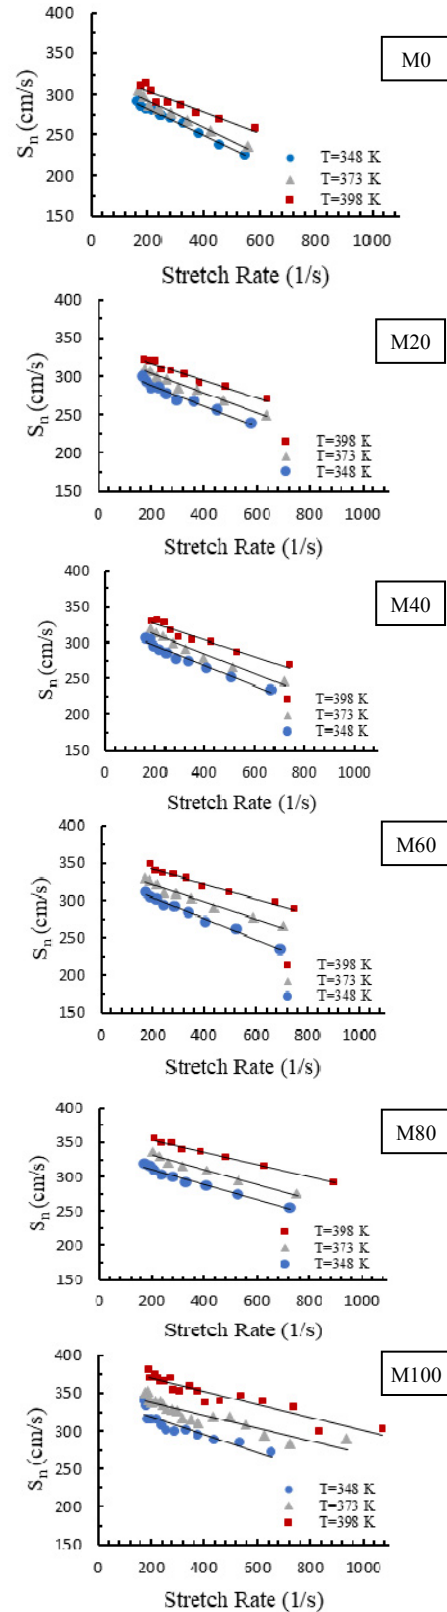 M0
400
350
300
250
200
150
Sn (cm/s)
T=348 K
T=373 K
T=398 K
0 200 400 600 800 1000
Stretch Rate (1/s)
M20
400
350
300
250
200
150
Sn (cm/s)
T=398 K
T=373 K
T=348 K
0 200 400 600 800 1000
Stretch Rate (1/s)
M40
400
350
300
250
200
150
Sn (cm/s)
T=398 K
T=373 K
T=348 K
0 200 400 600 800 1000
Stretch Rate (1/s)
M60
400
350
300
250
200
150
Sn (cm/s)
T=398 K
T=373 K
T=348 K
0 200 400 600 800 1000
Stretch Rate (1/s)
M80
400
350
300
250
200
150
Sn (cm/s)
T=398 K
T=373 K
T=348 K
0 200 400 600 800 1000
Stretch Rate (1/s)
M100
400
350
300
250
200
150
Sn (cm/s)
T=348 K
T=373 K
T=398 K
0 200 400 600 800 1000
Stretch Rate (1/s)